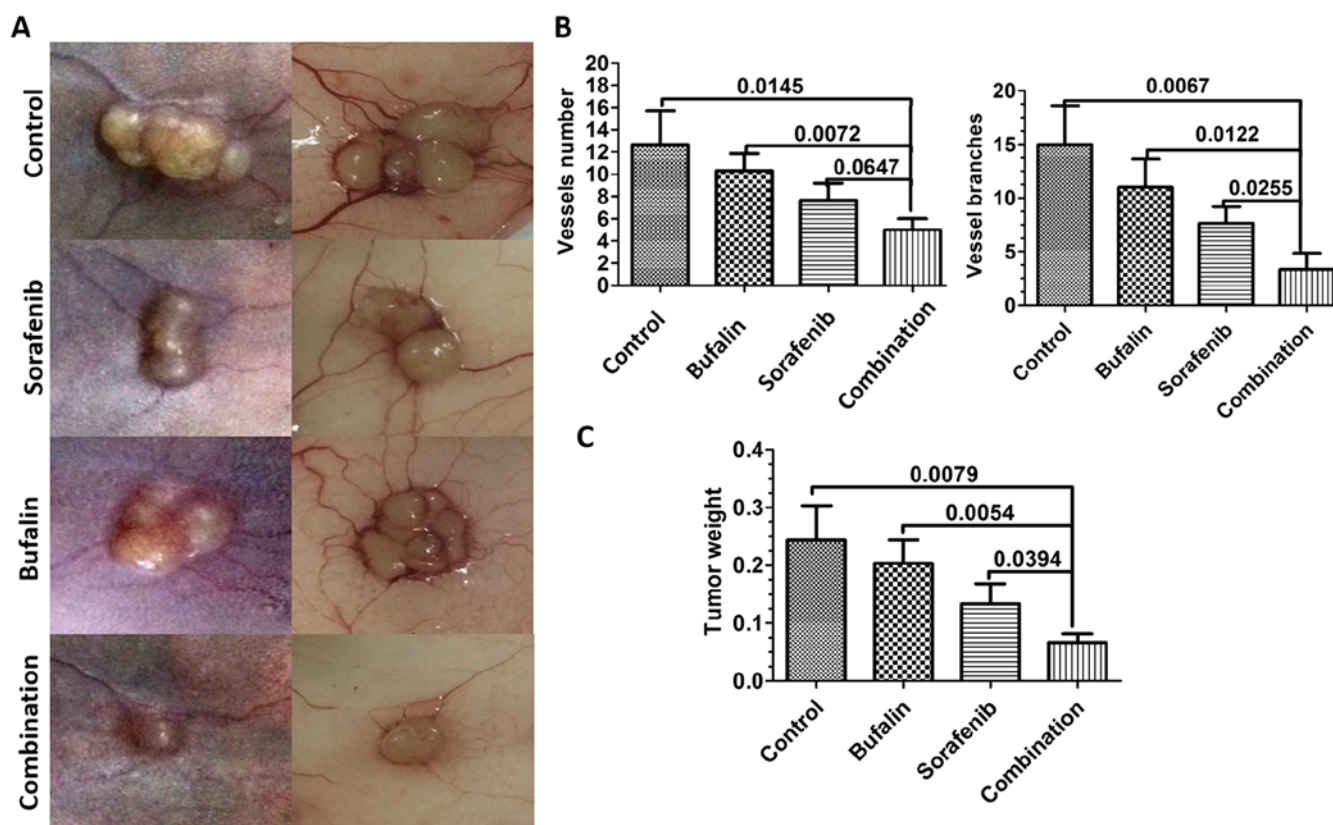 A
Control
Sorafenib
Bufalin
Combination
B
Vessels number
20
18
16
14
12
10
8
6
4
2
0
0.0145
0.0072
0.0647
Control
Bufalin
Sorafenib
Combination
Vessel branches
20
15
10
5
0
0.0067
0.0122
0.0255
Control
Bufalin
Sorafenib
Combination
C
Tumor weight
0.4
0.3
0.2
0.1
0.0
0.0079
0.0054
0.0394
Control
Bufalin
Sorafenib
Combination